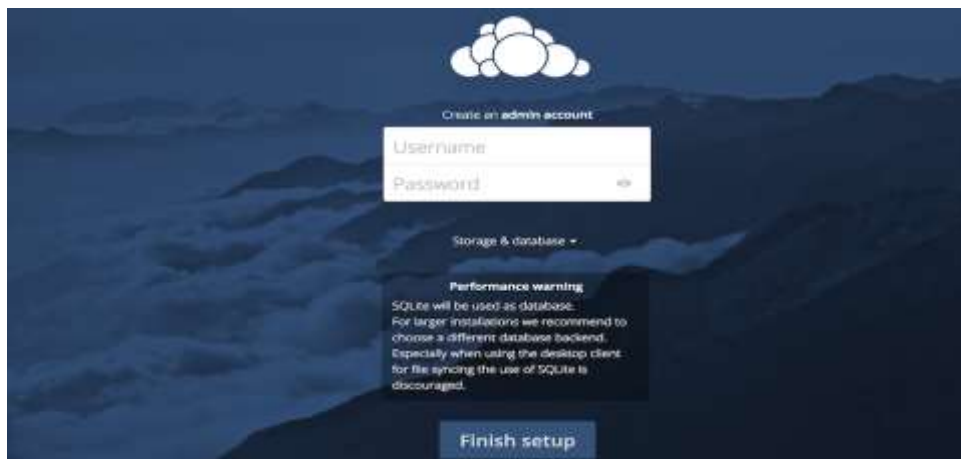 Create an admin account
Username
Password
Storage & database
Performance warning
SQLite will be used as database.
For larger installations we recommend to
choose a different database backend.
Especially when using the desktop client
for file syncing the use of SQLite is
discouraged.
Finish setup